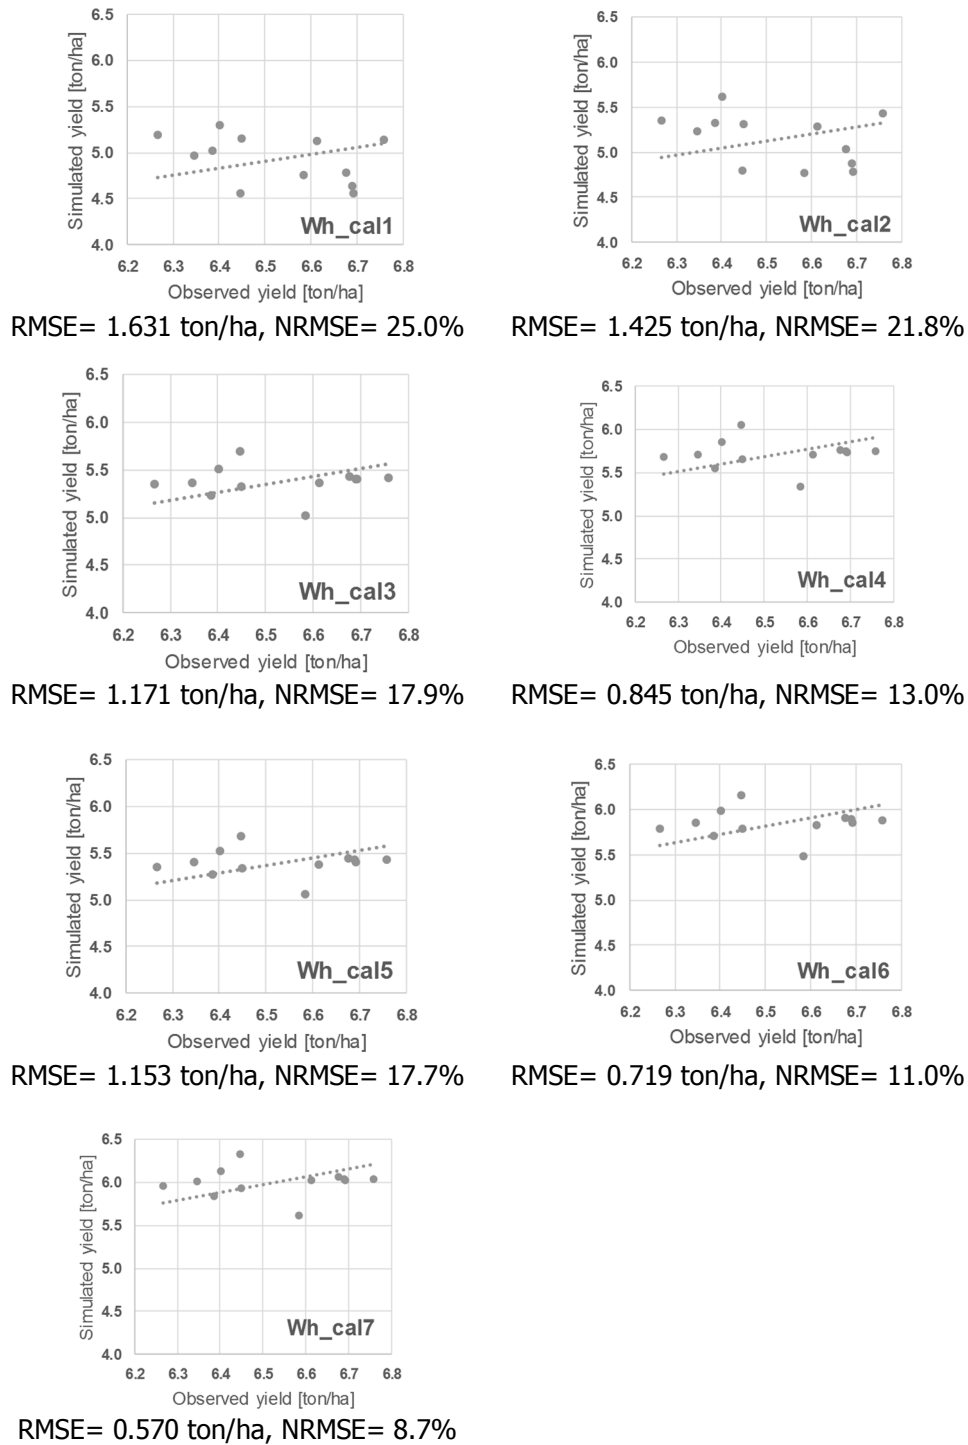 6.5
6.0
5.5
5.0
4.5
4.0
Simulated yield [ton/ha]
Wh_cal1
6.2 6.3 6.4 6.5 6.6 6.7 6.8
Observed yield [ton/ha]
RMSE= 1.631 ton/ha, NRMSE= 25.0%
6.5
6.0
5.5
5.0
4.5
4.0
Simulated yield [ton/ha]
Wh_cal2
6.2 6.3 6.4 6.5 6.6 6.7 6.8
Observed yield [ton/ha]
RMSE= 1.425 ton/ha, NRMSE= 21.8%
6.5
6.0
5.5
5.0
4.5
4.0
Simulated yield [ton/ha]
Wh_cal3
6.2 6.3 6.4 6.5 6.6 6.7 6.8
Observed yield [ton/ha]
RMSE= 1.171 ton/ha, NRMSE= 17.9%
6.5
6.0
5.5
5.0
4.5
4.0
Simulated yield [ton/ha]
Wh_cal4
6.2 6.3 6.4 6.5 6.6 6.7 6.8
Observed yield [ton/ha]
RMSE= 0.845 ton/ha, NRMSE= 13.0%
6.5
6.0
5.5
5.0
4.5
4.0
Simulated yield [ton/ha]
Wh_cal5
6.2 6.3 6.4 6.5 6.6 6.7 6.8
Observed yield [ton/ha]
RMSE= 1.153 ton/ha, NRMSE= 17.7%
6.5
6.0
5.5
5.0
4.5
4.0
Simulated yield [ton/ha]
Wh_cal6
6.2 6.3 6.4 6.5 6.6 6.7 6.8
Observed yield [ton/ha]
RMSE= 0.719 ton/ha, NRMSE= 11.0%
6.5
6.0
5.5
5.0
4.5
4.0
Simulated yield [ton/ha]
Wh_cal7
6.2 6.3 6.4 6.5 6.6 6.7 6.8
Observed yield [ton/ha]
RMSE= 0.570 ton/ha, NRMSE= 8.7%